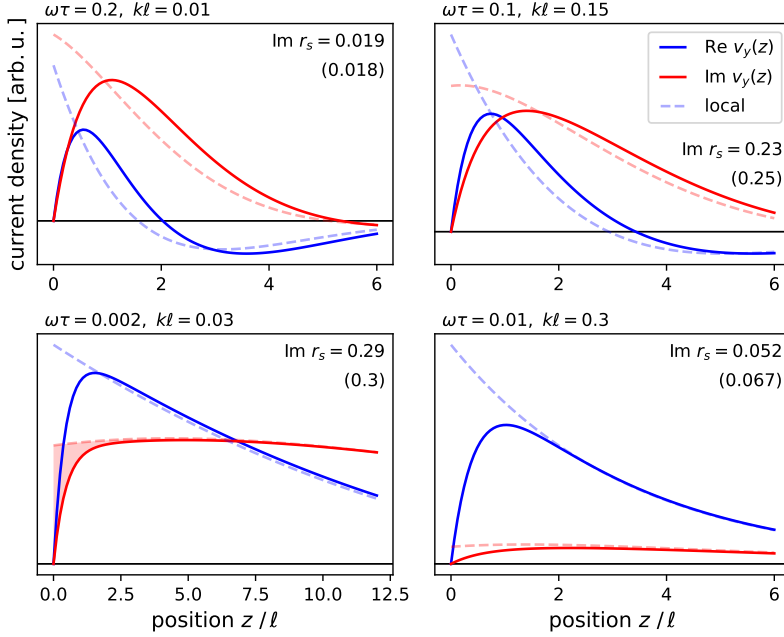 ωτ = 0.2, kℓ = 0.01
Im r_s = 0.019
(0.018)
current density [arb. u.]
0
2
4
6
ωτ = 0.1, kℓ = 0.15
Re v_y(z)
Im v_y(z)
local
Im r_s = 0.23
(0.25)
0
2
4
6
ωτ = 0.002, kℓ = 0.03
Im r_s = 0.29
(0.3)
0.0
2.5
5.0
7.5
10.0
12.5
position z / ℓ
ωτ = 0.01, kℓ = 0.3
Im r_s = 0.052
(0.067)
0
2
4
6
position z / ℓ